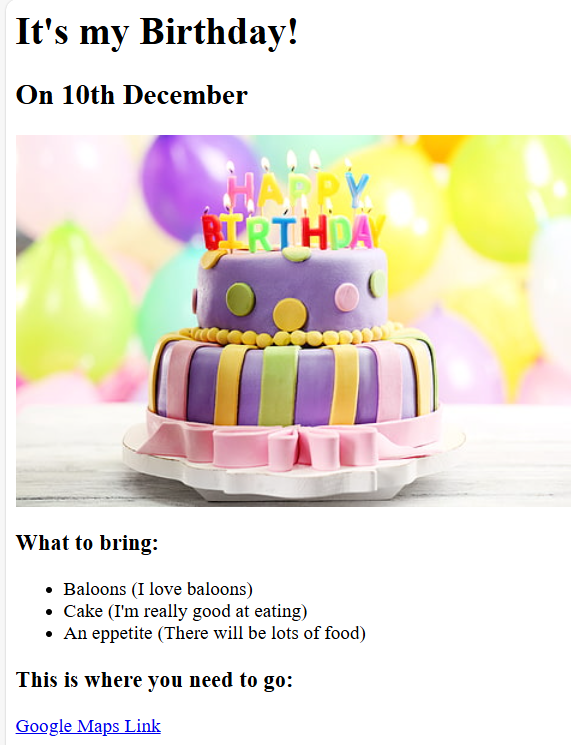 It's my Birthday!
On 10th December
HAPPY
BIRTHDAY
What to bring:
Baloons (I love baloons)
Cake (I'm really good at eating)
An eppetite (There will be lots of food)
This is where you need to go:
Google Maps Link